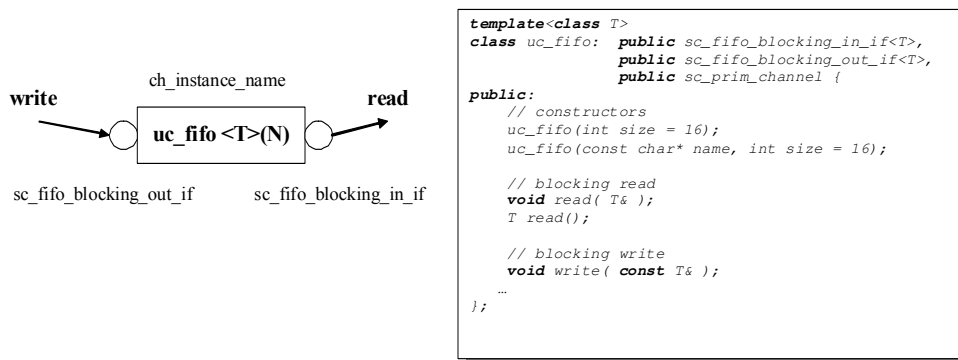 ch_instance_name
write
read
uc_fifo <T>(N)
sc_fifo_blocking_out_if
sc_fifo_blocking_in_if
template<class T>
class uc_fifo: public sc_fifo_blocking_in_if<T>,
public sc_fifo_blocking_out_if<T>,
public sc_prim_channel {
public:
// constructors
uc_fifo(int size = 16);
uc_fifo(const char* name, int size = 16);
// blocking read
void read( T& );
T read();
// blocking write
void write( const T& );
…
};